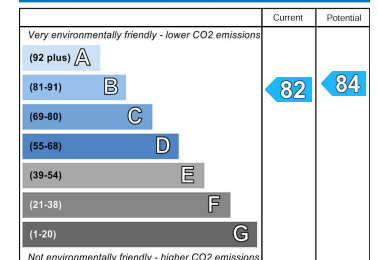 Current Potential
Very environmentally friendly - lower CO2 emissions
(92 plus) A
(81-91) B 82 84
(69-80) C
(55-68) D
(39-54) E
(21-38) F
(1-20) G
Not environmentally friendly - higher CO2 emissions